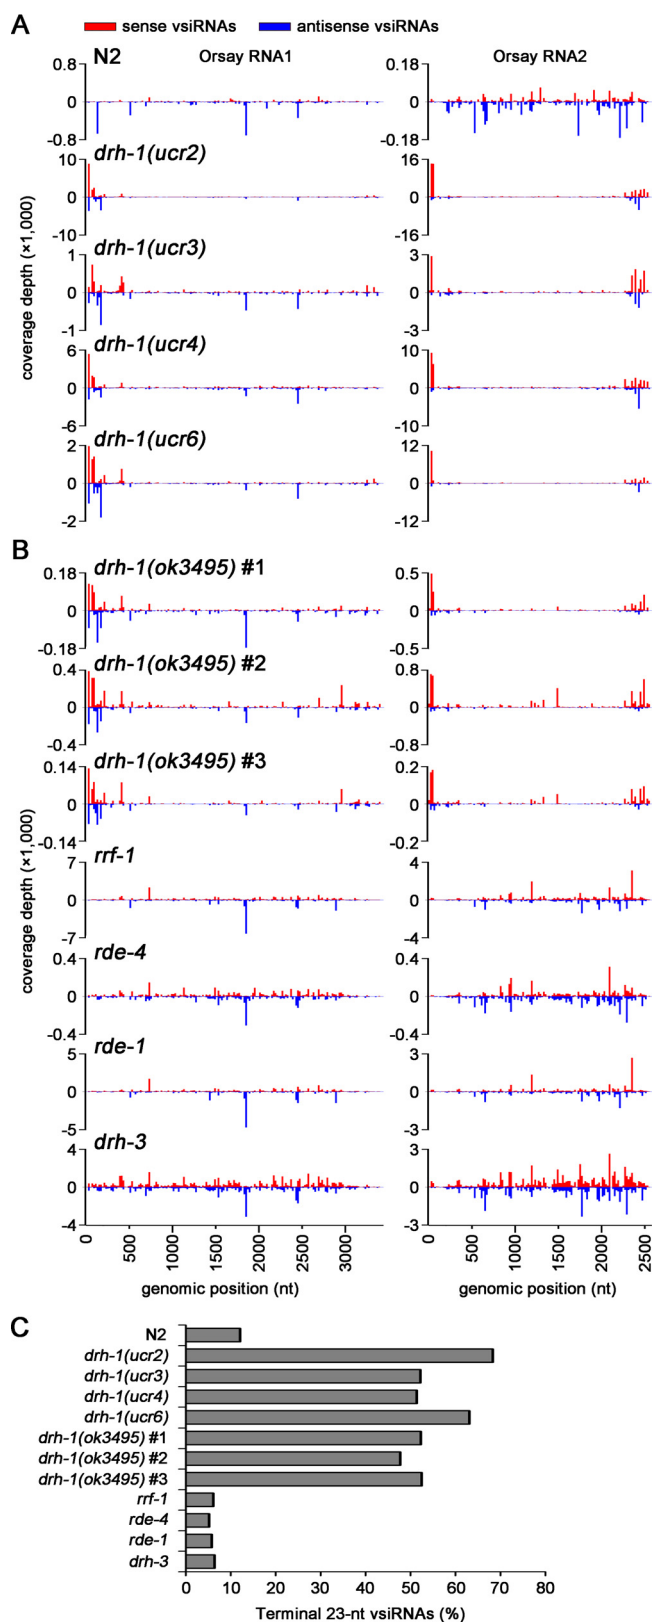 A
sense vsiRNAs antisense vsiRNAs
N2 Orsay RNA1 Orsay RNA2
0.8 0.18
0 0
-0.8 0.18
drh-1(ucr2)
10 16
0 0
-10 -16
drh-1(ucr3)
1 3
0 0
-1 -3
drh-1(ucr4)
6 10
0 0
-6 -10
drh-1(ucr6)
2 12
0 0
-2 -12
coverage depth (×1,000)
B
drh-1(ok3495) #1
0.18 0.5
0 0
-0.18 -0.5
drh-1(ok3495) #2
0.4 0.8
0 0
-0.4 -0.8
drh-1(ok3495) #3
0.14 0.2
0 0
-0.14 -0.2
rrf-1
7 4
0 0
-7 -4
rde-4
0.4 0.4
0 0
-0.4 -0.4
rde-1
5 3
0 0
-5 -3
drh-3
4 3
0 0
-4 -3
coverage depth (×1,000)
0 500 1000 1500 2000 2500 3000 0 500 1000 1500 2000 2500
genomic position (nt) genomic position (nt)
C
N2
drh-1(ucr2)
drh-1(ucr3)
drh-1(ucr4)
drh-1(ucr6)
drh-1(ok3495) #1
drh-1(ok3495) #2
drh-1(ok3495) #3
rrf-1
rde-4
rde-1
drh-3
0 10 20 30 40 50 60 70 80
Terminal 23-nt vsiRNAs (%)